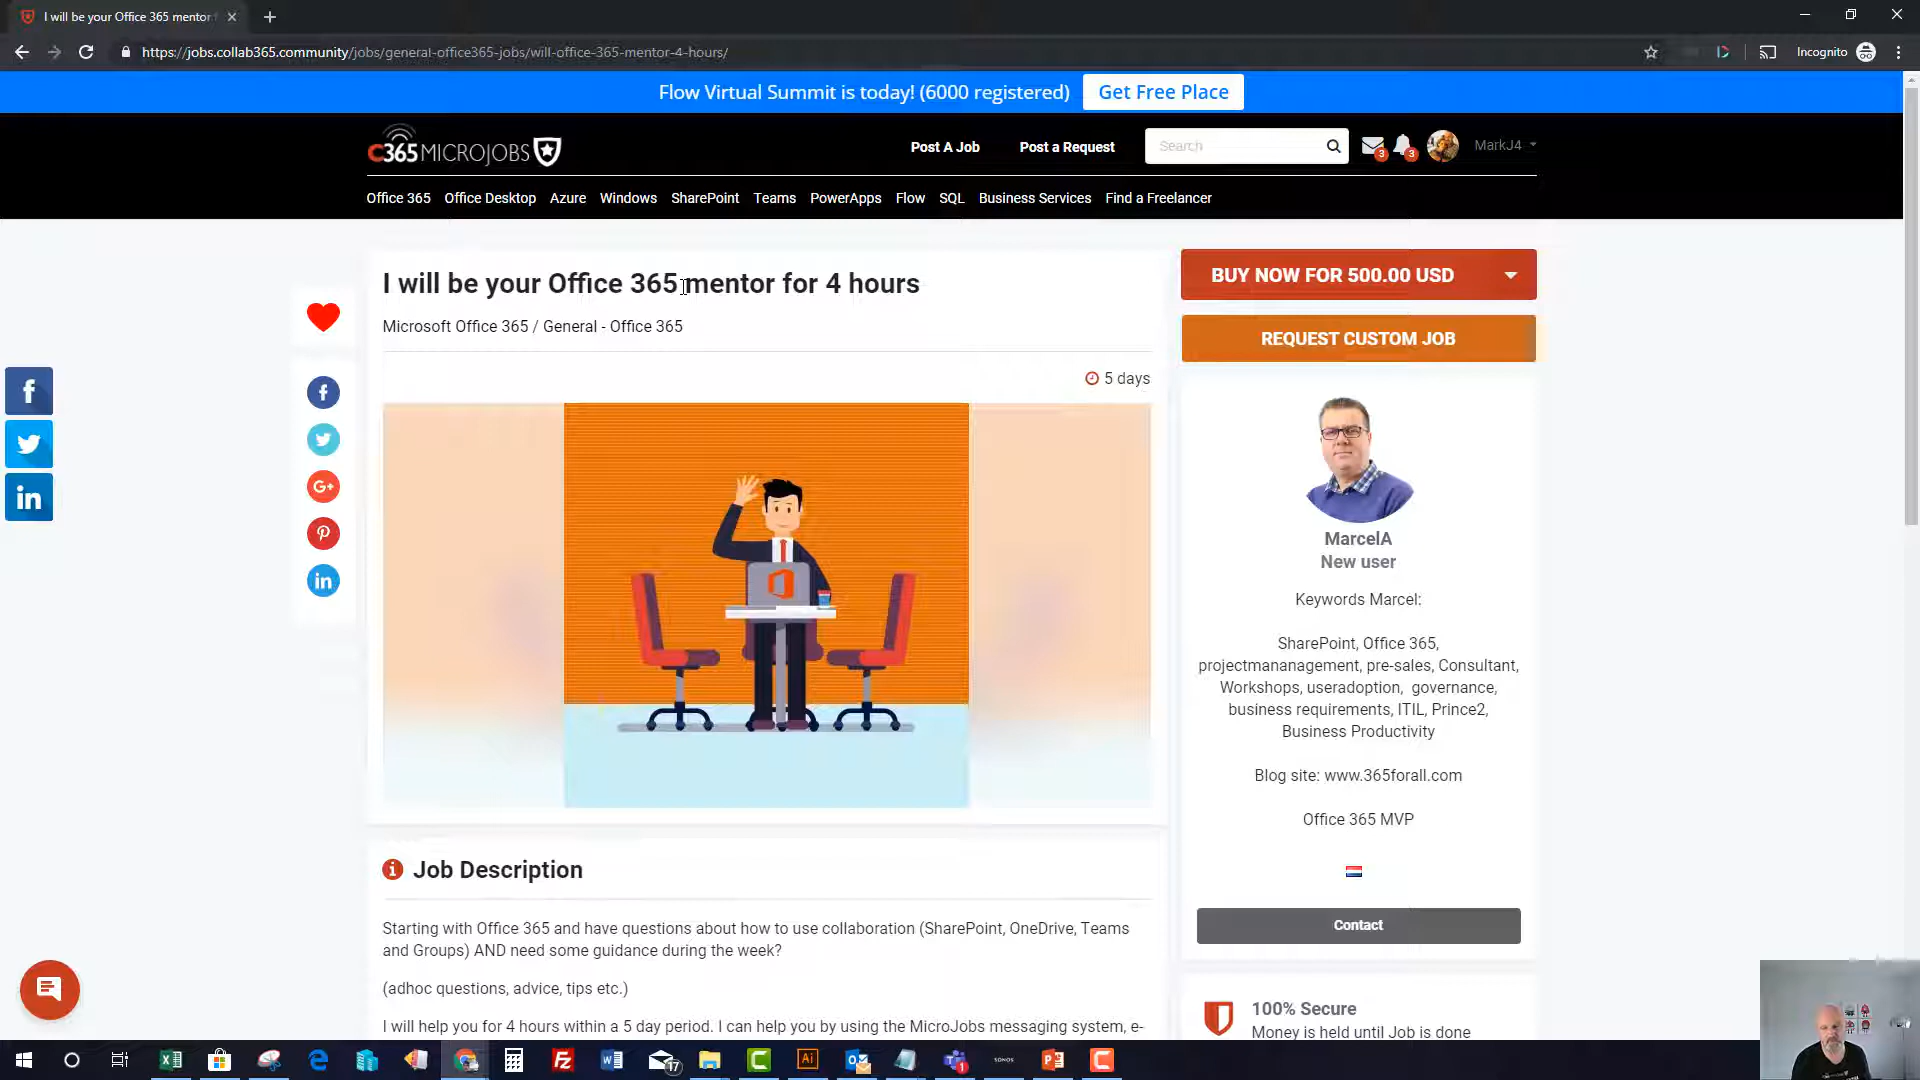 I will be your Office 365 mentor f
https://jobs.collab365.community/jobs/general-office365-jobs/will-office-365-mentor-4-hours/
Incognito
Flow Virtual Summit is today! (6000 registered)
Get Free Place
C365MICROJOBS
Post A Job
Post a Request
Search
3
3
MarkJ4
Office 365
Office Desktop
Azure
Windows
SharePoint
Teams
PowerApps
Flow
SQL
Business Services
Find a Freelancer
I will be your Office 365 mentor for 4 hours
Microsoft Office 365 / General - Office 365
5 days
BUY NOW FOR 500.00 USD
REQUEST CUSTOM JOB
MarcelA
New user
Keywords Marcel:
SharePoint, Office 365,
projectmananagement, pre-sales, Consultant,
Workshops, useradoption, governance,
business requirements, ITIL, Prince2,
Business Productivity
Blog site: www.365forall.com
Office 365 MVP
Contact
100% Secure
Money is held until Job is done
Job Description
Starting with Office 365 and have questions about how to use collaboration (SharePoint, OneDrive, Teams
and Groups) AND need some guidance during the week?
(adhoc questions, advice, tips etc.)
I will help you for 4 hours within a 5 day period. I can help you by using the MicroJobs messaging system, e-
17
SONOS
1